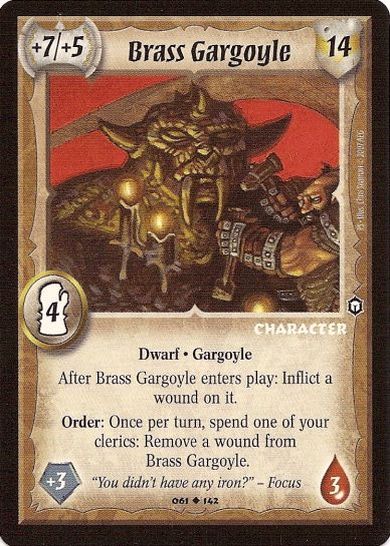 +7/+5
Brass Gargoyle
14
4
CHARACTER
Dwarf • Gargoyle
After Brass Gargoyle enters play: Inflict a
wound on it.
Order: Once per turn, spend one of your
clerics: Remove a wound from
Brass Gargoyle.
+3
"You didn't have any iron?" – Focus
3
061 ◆ 142